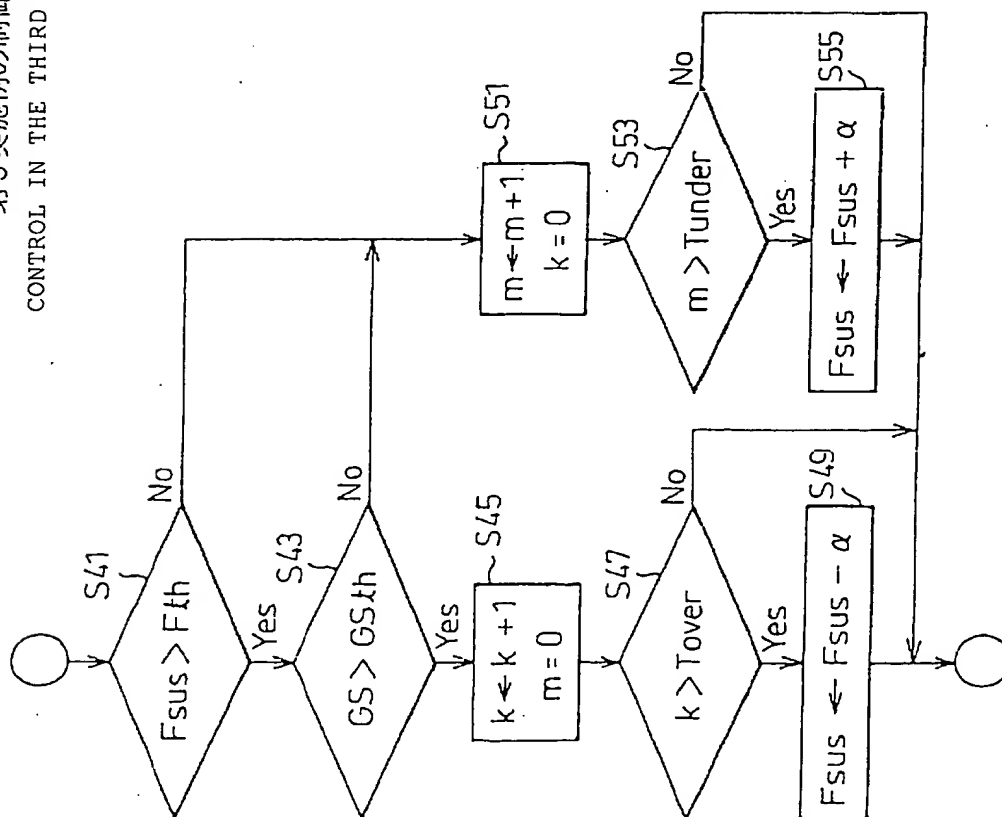 CONTROL IN THE THIRD
S41
Fsus > Fth
No
Yes
S43
GS > GSth
No
Yes
S45
k ← k + 1
m = 0
S47
k > Tover
No
Yes
S49
Fsus ← Fsus - α
S51
m ← m + 1
k = 0
S53
m > Tunder
No
Yes
S55
Fsus ← Fsus + α